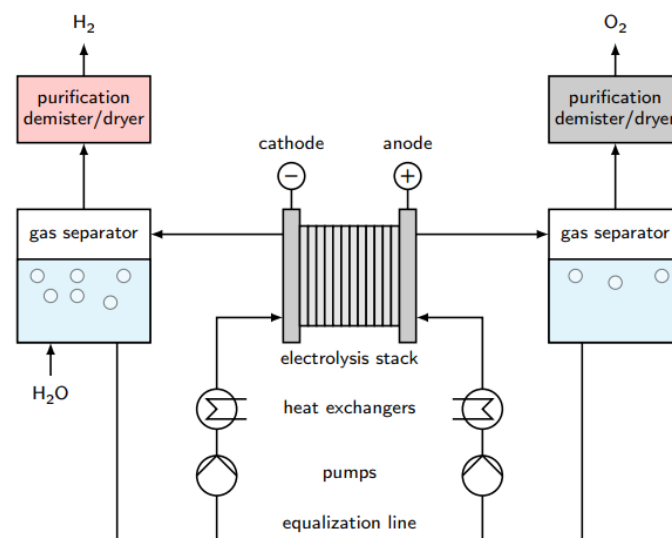 H₂
O₂
purification
demister/dryer
purification
demister/dryer
cathode
anode
−
+
gas separator
gas separator
electrolysis stack
H₂O
heat exchangers
pumps
equalization line